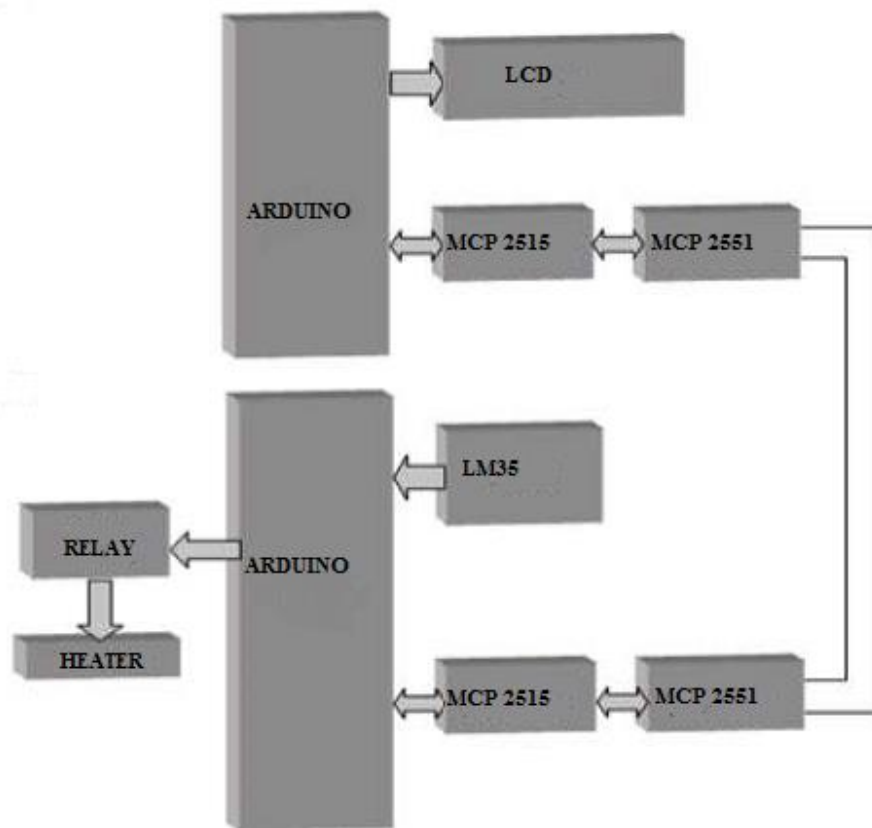 LCD
ARDUINO
MCP 2515
MCP 2551
LM35
RELAY
ARDUINO
HEATER
MCP 2515
MCP 2551